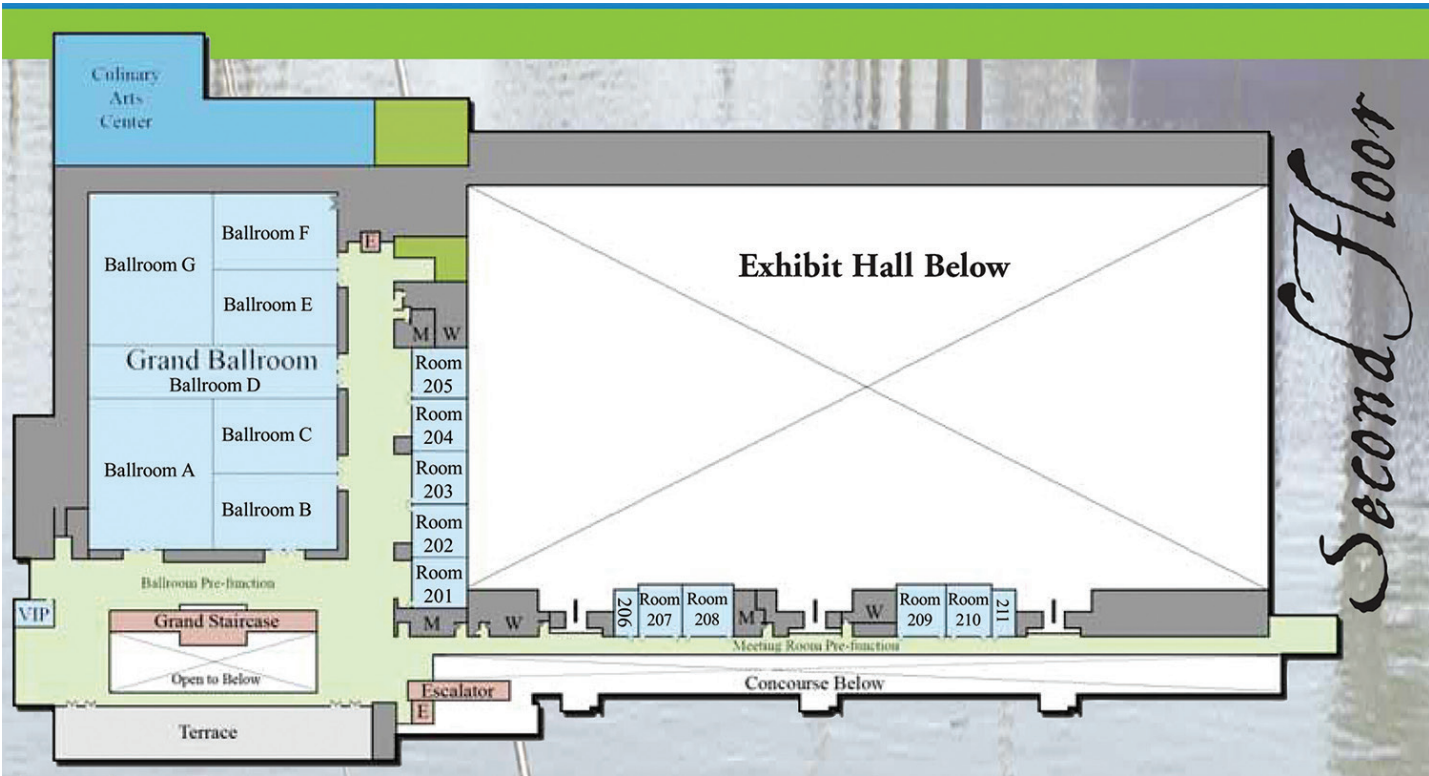 Culinary
Arts
Center
Second Floor
Ballroom G
Ballroom F
E
Ballroom E
Exhibit Hall Below
M W
Grand Ballroom
Ballroom D
Room
205
Ballroom A
Ballroom C
Room
204
Room
203
Ballroom B
Room
202
Room
201
Ballroom Pre-function
VIP
Grand Staircase
Open to Below
M
W
206
Room
207
Room
208
M
W
Room
209
Room
210
211
Meeting Room Pre-function
Escalator
E
Concourse Below
Terrace